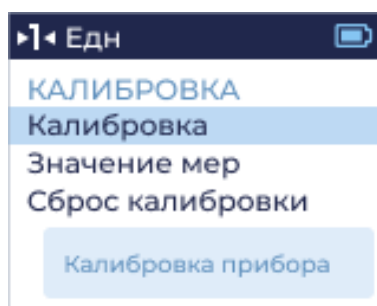 Едн
КАЛИБРОВКА
Калибровка
Значение мер
Сброс калибровки
Калибровка прибора